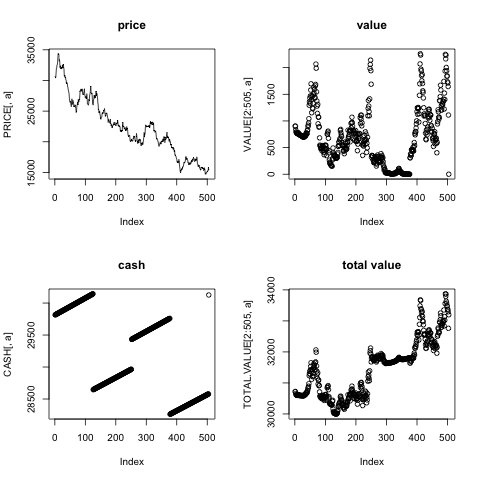 price
value
PRICE[, a]
15000 25000 35000
VALUE[2:505, a]
0 500 1500
0 100 200 300 400 500
0 100 200 300 400 500
Index
Index
cash
total value
CASH[, a]
28500 29500
TOTAL.VALUE[2:505, a]
30000 32000 34000
0 100 200 300 400 500
0 100 200 300 400 500
Index
Index